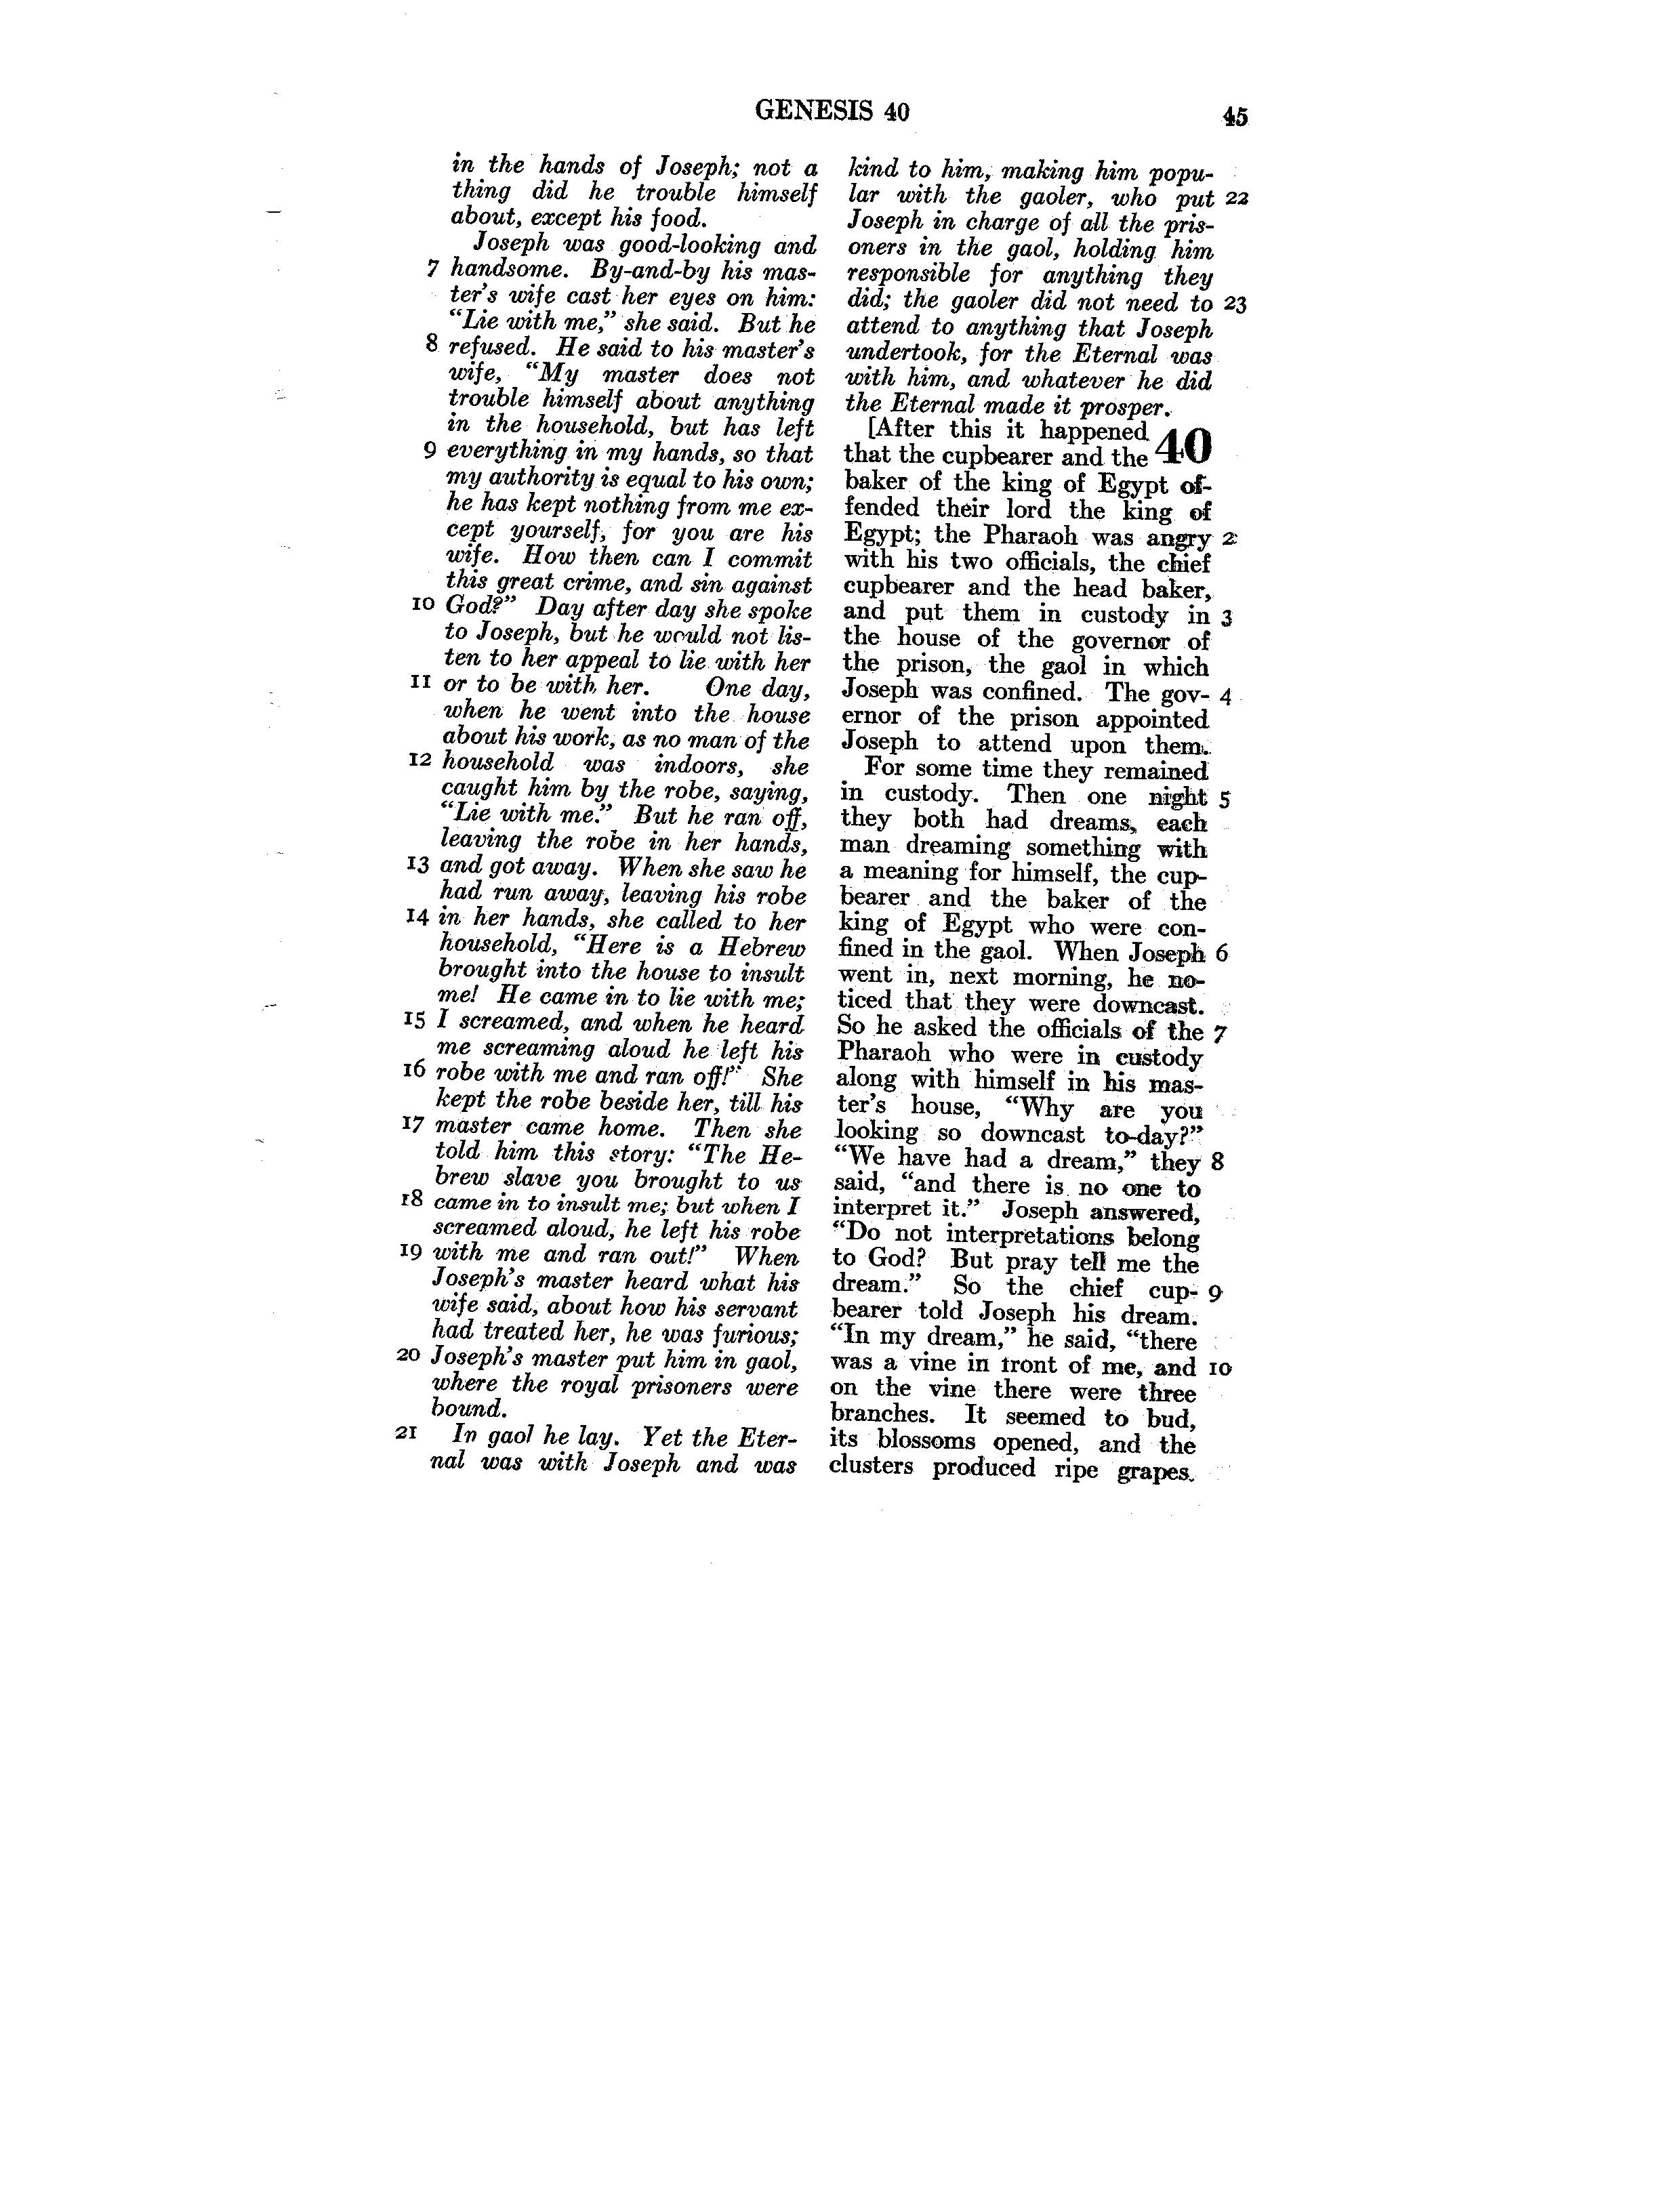 GENESIS 40
45
in the hands of Joseph; not a
thing did he trouble himself
about, except his food.
Joseph was good-looking and
7 handsome. By-and-by his mas-
ter's wife cast her eyes on him:
“Lie with me,” she said. But he
8 refused. He said to his master's
wife, “My master does not
trouble himself about anything
in the household, but has left
9 everything in my hands, so that
my authority is equal to his own;
he has kept nothing from me ex-
cept yourself, for you are his
wife. How then can I commit
this great crime, and sin against
10 God?” Day after day she spoke
to Joseph, but he would not lis-
ten to her appeal to lie with her
11 or to be with her. One day,
when he went into the house
about his work, as no man of the
12 household was indoors, she
caught him by the robe, saying,
“Lie with me.” But he ran off,
leaving the robe in her hands,
13 and got away. When she saw he
had run away, leaving his robe
14 in her hands, she called to her
household, “Here is a Hebrew
brought into the house to insult
me! He came in to lie with me;
15 I screamed, and when he heard
me screaming aloud he left his
16 robe with me and ran off!” She
kept the robe beside her, till his
17 master came home. Then she
told him this story: “The He-
brew slave you brought to us
18 came in to insult me; but when I
screamed aloud, he left his robe
19 with me and ran out!” When
Joseph's master heard what his
wife said, about how his servant
had treated her, he was furious;
20 Joseph's master put him in gaol,
where the royal prisoners were
bound.
21 In gaol he lay. Yet the Eter-
nal was with Joseph and was
kind to him, making him popu-
lar with the gaoler, who put 22
Joseph in charge of all the pris-
oners in the gaol, holding him
responsible for anything they
did; the gaoler did not need to 23
attend to anything that Joseph
undertook, for the Eternal was
with him, and whatever he did
the Eternal made it prosper.
[After this it happened 40
that the cupbearer and the
baker of the king of Egypt of-
fended their lord the king of
Egypt; the Pharaoh was angry 2
with his two officials, the chief
cupbearer and the head baker,
and put them in custody in 3
the house of the governor of
the prison, the gaol in which
Joseph was confined. The gov- 4
ernor of the prison appointed
Joseph to attend upon them.
For some time they remained
in custody. Then one night 5
they both had dreams, each
man dreaming something with
a meaning for himself, the cup-
bearer and the baker of the
king of Egypt who were con-
fined in the gaol. When Joseph 6
went in, next morning, he no-
ticed that they were downcast.
So he asked the officials of the 7
Pharaoh who were in custody
along with himself in his mas-
ter's house, “Why are you
looking so downcast to-day?”
“We have had a dream,” they 8
said, “and there is no one to
interpret it.” Joseph answered,
“Do not interpretations belong
to God? But pray tell me the
dream.” So the chief cup- 9
bearer told Joseph his dream.
“In my dream,” he said, “there
was a vine in front of me, and 10
on the vine there were three
branches. It seemed to bud,
its blossoms opened, and the
clusters produced ripe grapes.